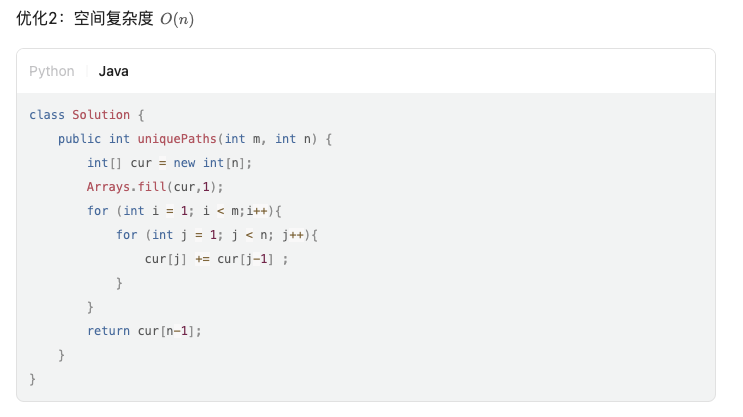 优化2：空间复杂度 O(n)
Python Java
class Solution {
    public int uniquePaths(int m, int n) {
        int[] cur = new int[n];
        Arrays.fill(cur,1);
        for (int i = 1; i < m;i++){
            for (int j = 1; j < n; j++){
                cur[j] += cur[j-1] ;
            }
        }
        return cur[n-1];
    }
}